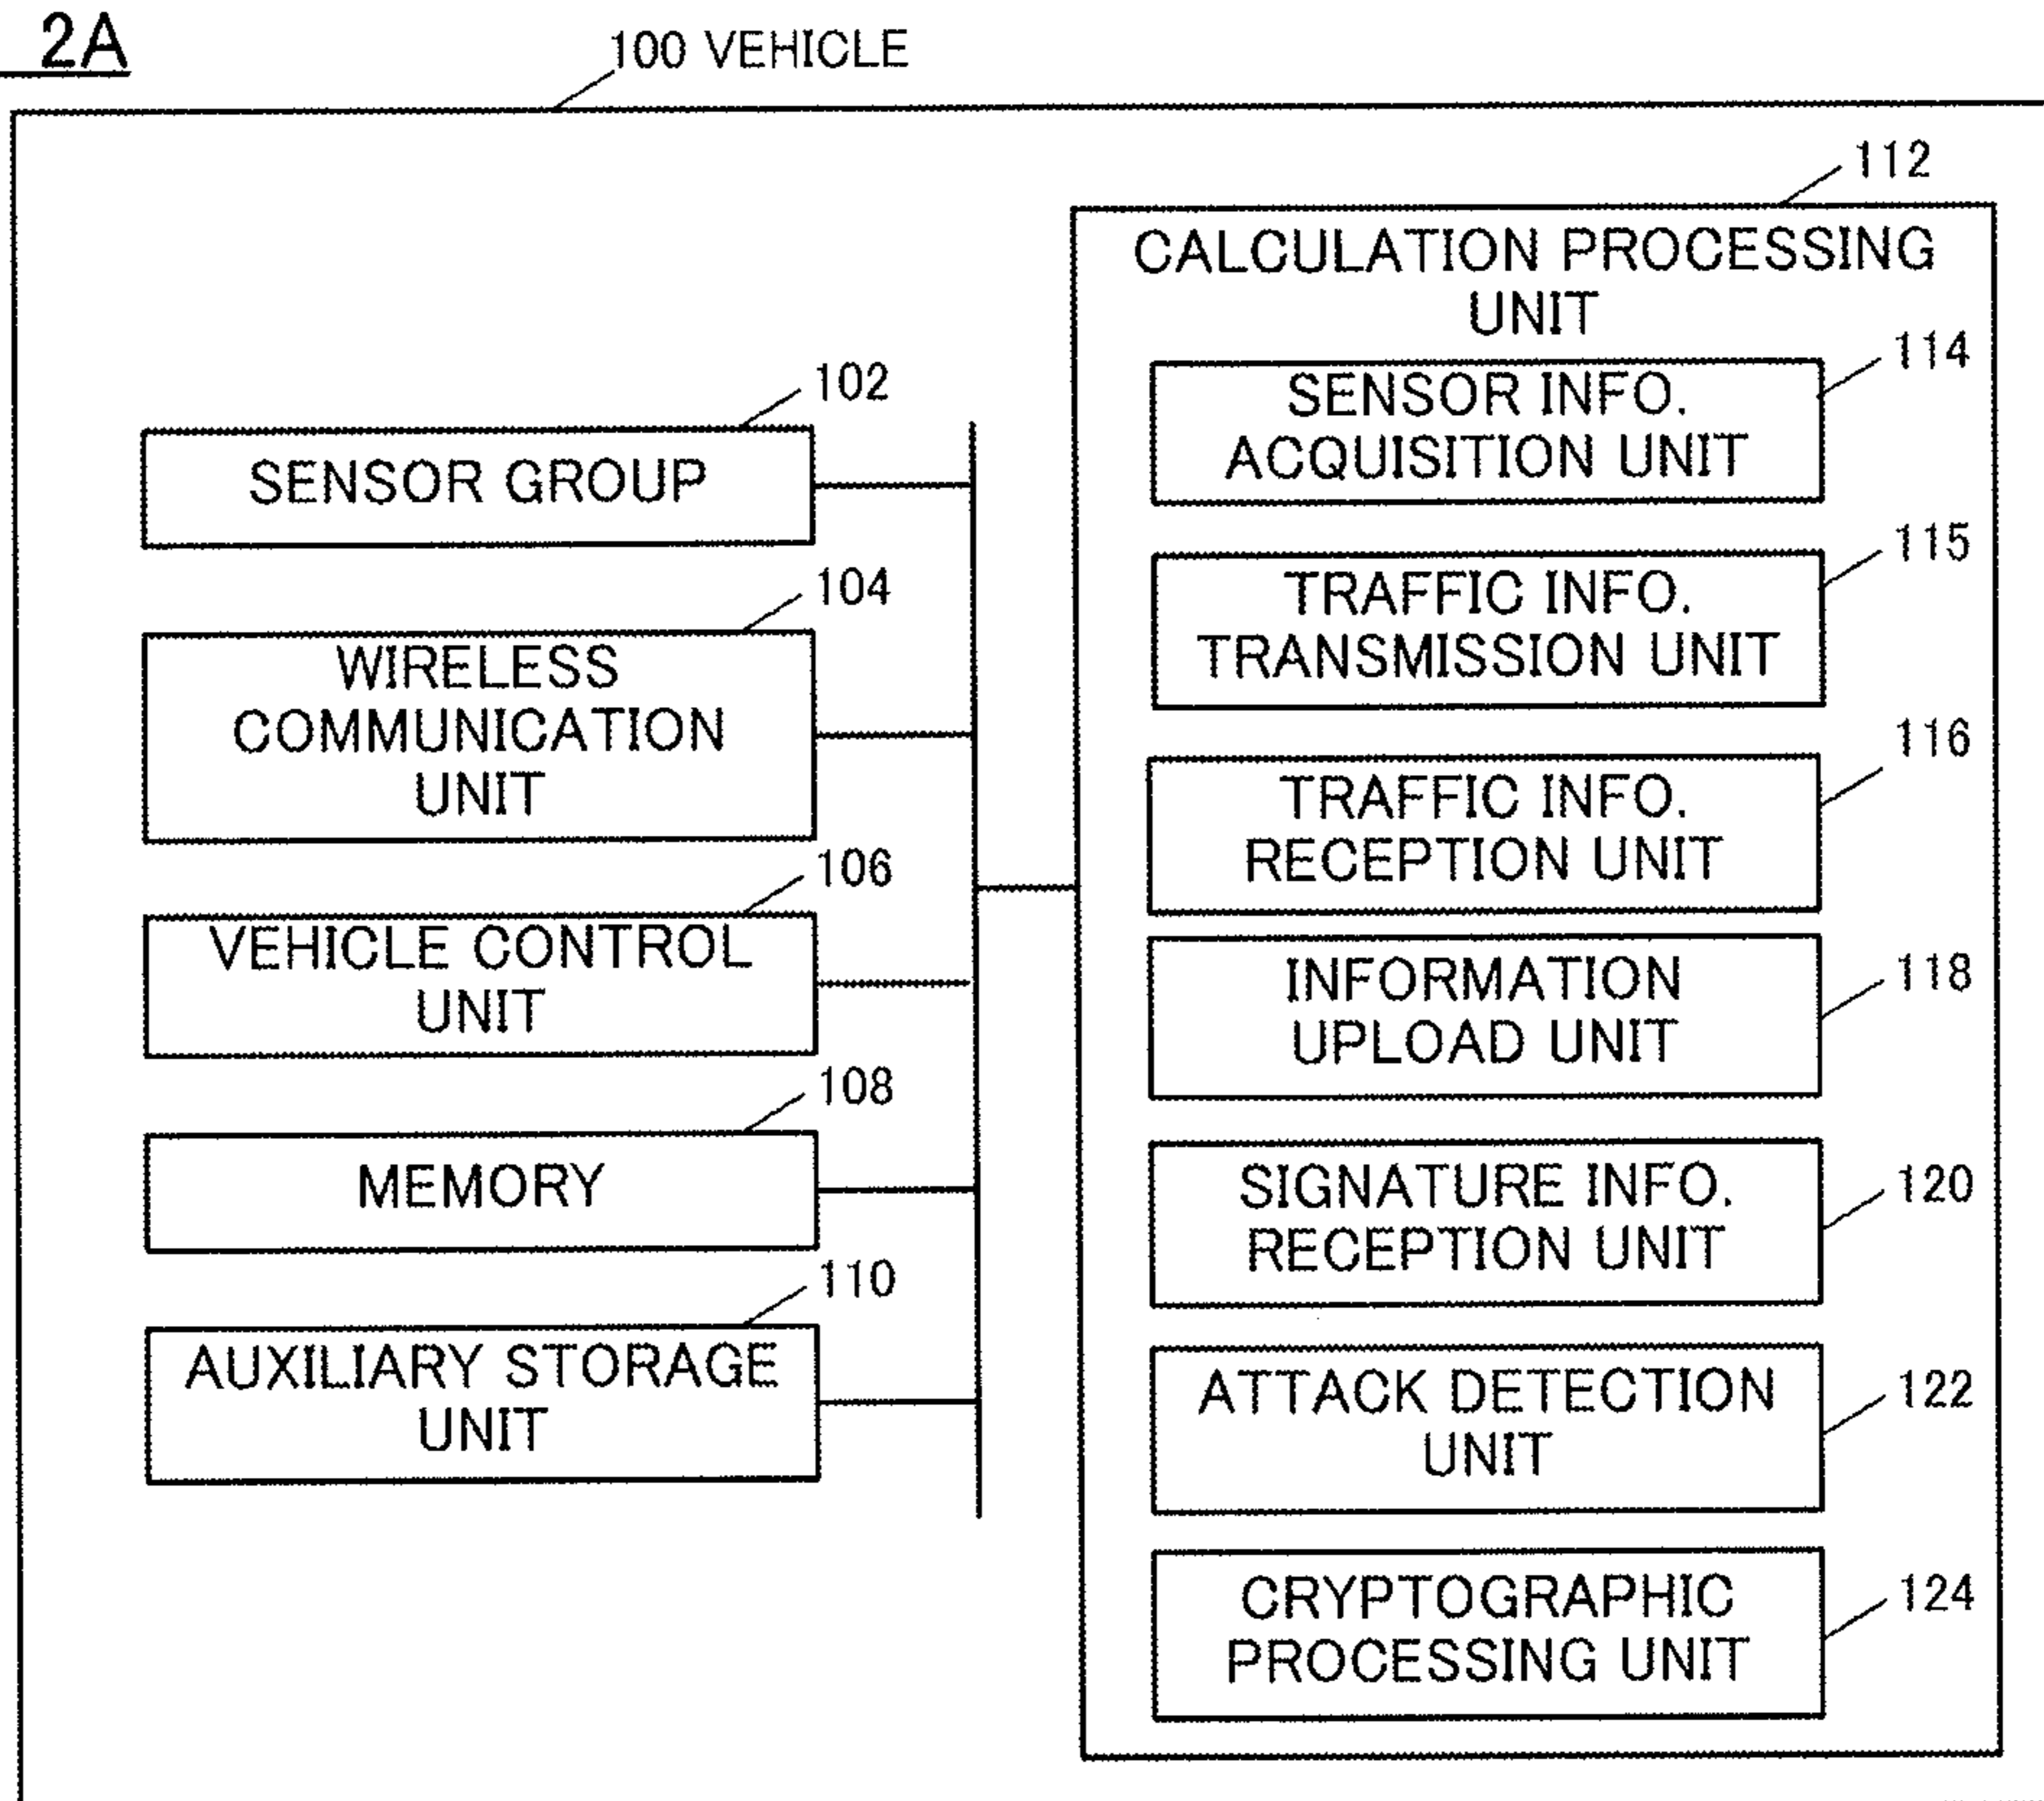 2A
100 VEHICLE
102
SENSOR GROUP
104
WIRELESS
COMMUNICATION
UNIT
106
VEHICLE CONTROL
UNIT
108
MEMORY
110
AUXILIARY STORAGE
UNIT
112
CALCULATION PROCESSING
UNIT
114
SENSOR INFO.
ACQUISITION UNIT
115
TRAFFIC INFO.
TRANSMISSION UNIT
116
TRAFFIC INFO.
RECEPTION UNIT
118
INFORMATION
UPLOAD UNIT
120
SIGNATURE INFO.
RECEPTION UNIT
122
ATTACK DETECTION
UNIT
124
CRYPTOGRAPHIC
PROCESSING UNIT